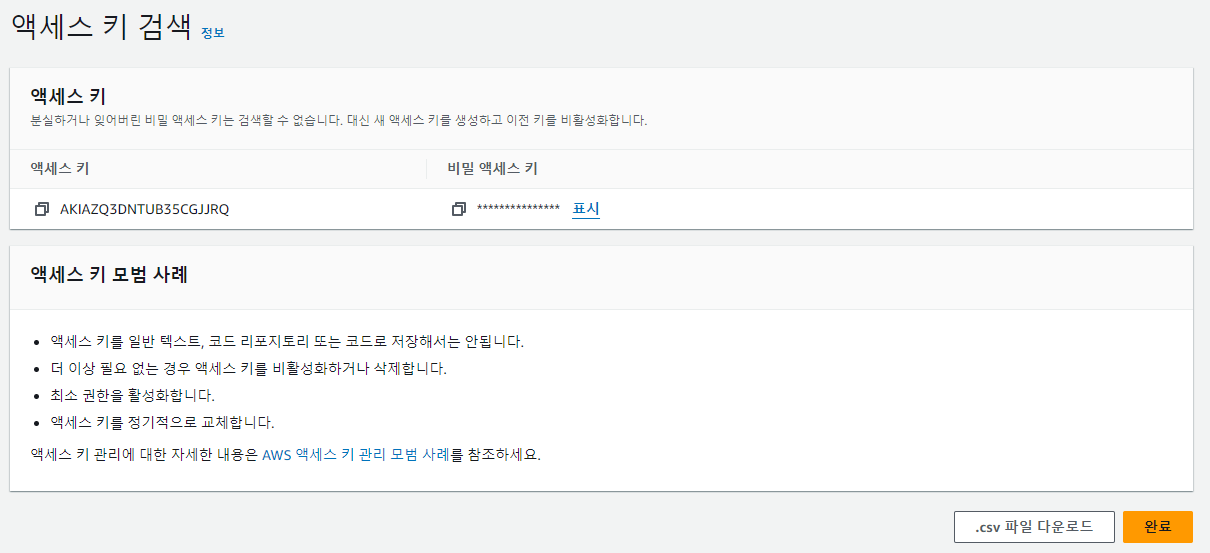 액세스 키 검색 정보
액세스 키
분실하거나 잊어버린 비밀 액세스 키는 검색할 수 없습니다. 대신 새 액세스 키를 생성하고 이전 키를 비활성화합니다.
액세스 키 비밀 액세스 키
AKIAZQ3DNTUB35CGJJRQ *************** 표시
액세스 키 모범 사례
• 액세스 키를 일반 텍스트, 코드 리포지토리 또는 코드로 저장해서는 안됩니다.
• 더 이상 필요 없는 경우 액세스 키를 비활성화하거나 삭제합니다.
• 최소 권한을 활성화합니다.
• 액세스 키를 정기적으로 교체합니다.
액세스 키 관리에 대한 자세한 내용은 AWS 액세스 키 관리 모범 사례를 참조하세요.
.csv 파일 다운로드 완료